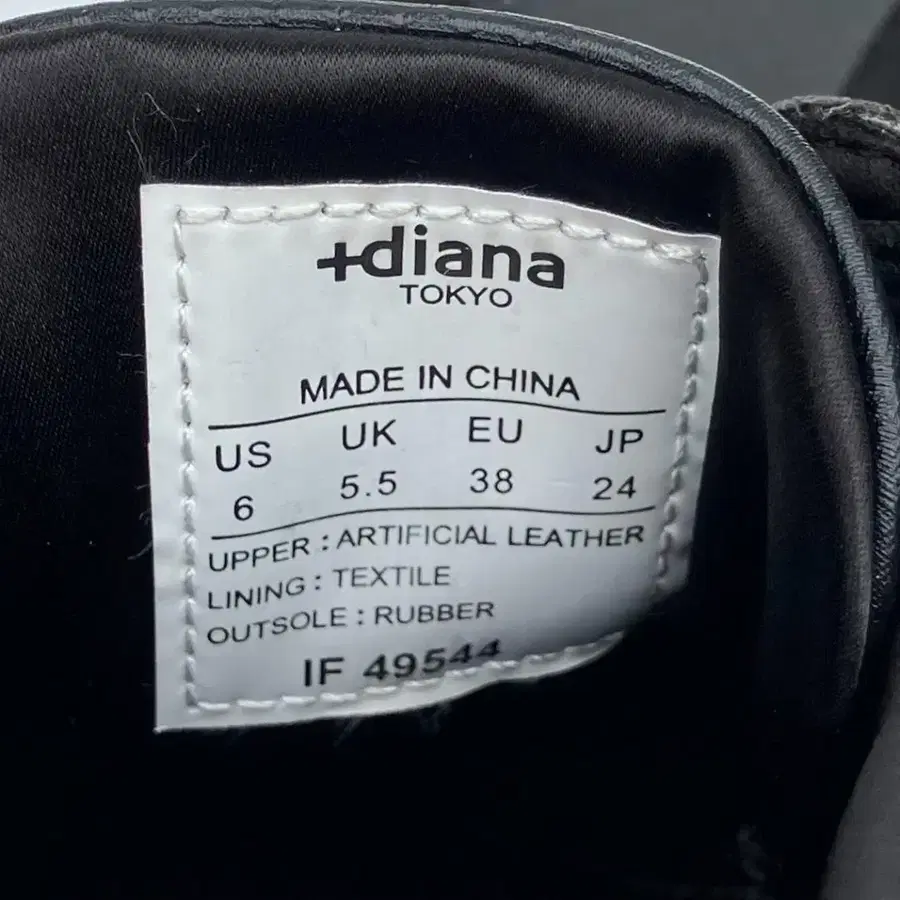 +diana
TOKYO
MADE IN CHINA
US UK EU JP
6 5.5 38 24
UPPER : ARTIFICIAL LEATHER
LINING : TEXTILE
OUTSOLE : RUBBER
IF 49544